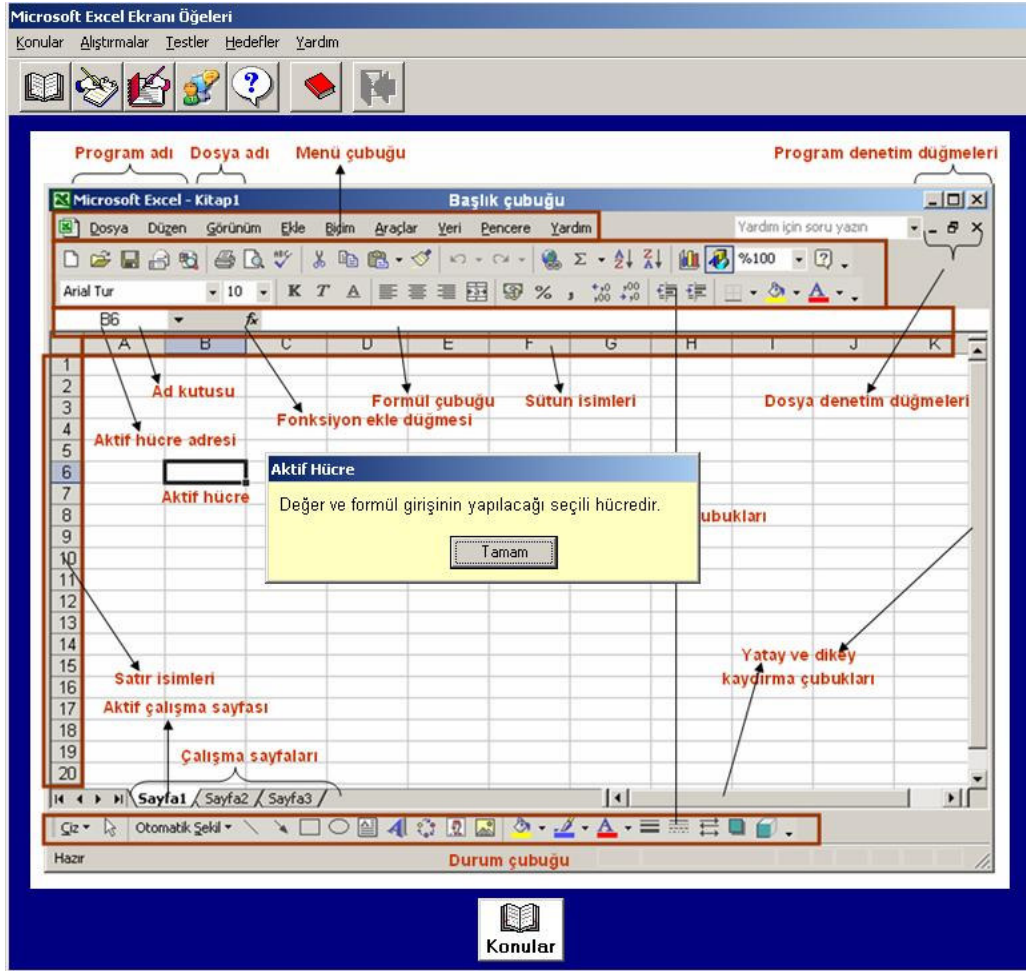 Microsoft Excel Ekranı Öğeleri
Konular Alıştırmalar Testler Hedefler Yardım
Program adı Dosya adı Menü çubuğu Program denetim düğmeleri
Microsoft Excel - Kitap1 Başlık çubuğu
Dosya Düzen Görünüm Ekle Biçim Araçlar Veri Pencere Yardım Yardım için soru yazın
%100
Arial Tur 10 K T A % ,
B6 fx
A B C D E F G H I J K
1
2
Ad kutusu
3
Formül çubuğu Sütun isimleri Dosya denetim düğmeleri
Fonksiyon ekle düğmesi
4
Aktif hücre adresi
5
6
Aktif Hücre
7
Aktif hücre
Değer ve formül girişinin yapılacağı seçili hücredir.
8
ubukları
9
Tamam
10
11
12
13
14
15
Yatay ve dikey
16
Satır isimleri
kaydırma çubukları
17
Aktif çalışma sayfası
18
19
Çalışma sayfaları
20
Sayfa1 Sayfa2 Sayfa3
Çiz Otomatik Şekil
Hazır Durum çubuğu
Konular